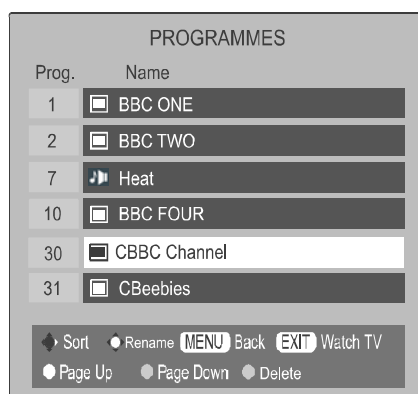 PROGRAMMES
Prog. Name
1 BBC ONE
2 BBC TWO
7 Heat
10 BBC FOUR
30 CBBC Channel
31 CBeebies
Sort Rename MENU Back EXIT Watch TV
Page Up Page Down Delete